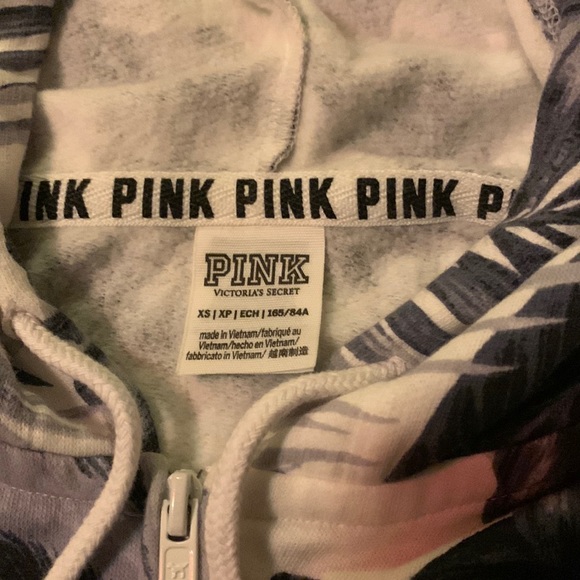 INK PINK PINK PINK P
PINK
VICTORIA'S SECRET
XS | XP | ECH | 165/84A
made in Vietnam/fabriqué au
Vietnam/hecho en Vietnam/
fabbricato in Vietnam/ 越南制造